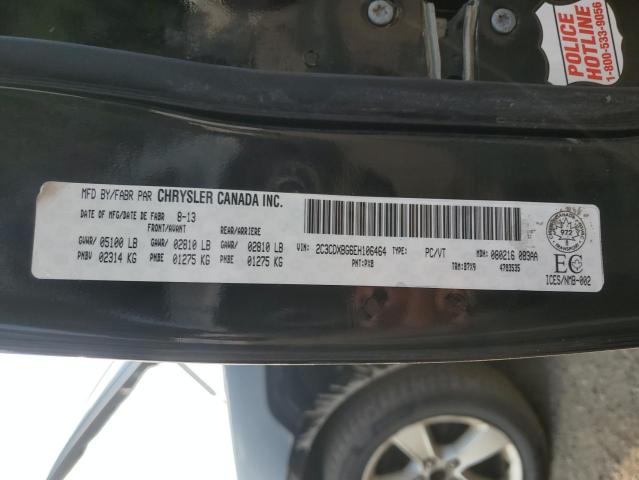 POLICE
HOTLINE
1-800-533-9056
MFD BY/FABR PAR CHRYSLER CANADA INC.
DATE OF MFG/DATE DE FABR 8-13
FRONT/AVANT REAR/ARRIERE
GVWR/05100 LB GAWR/02810 LB GAWR/02810 LB
PNBV 02314 KG PNBE 01275 KG PNBE 01275 KG
VIN: 2C3CDXBG6EH106464 TYPE: PC/VT MDH: 080216 083AA
PNT:PXB TRM:B7X9 4783535
972
EC
ICES/NMB-002